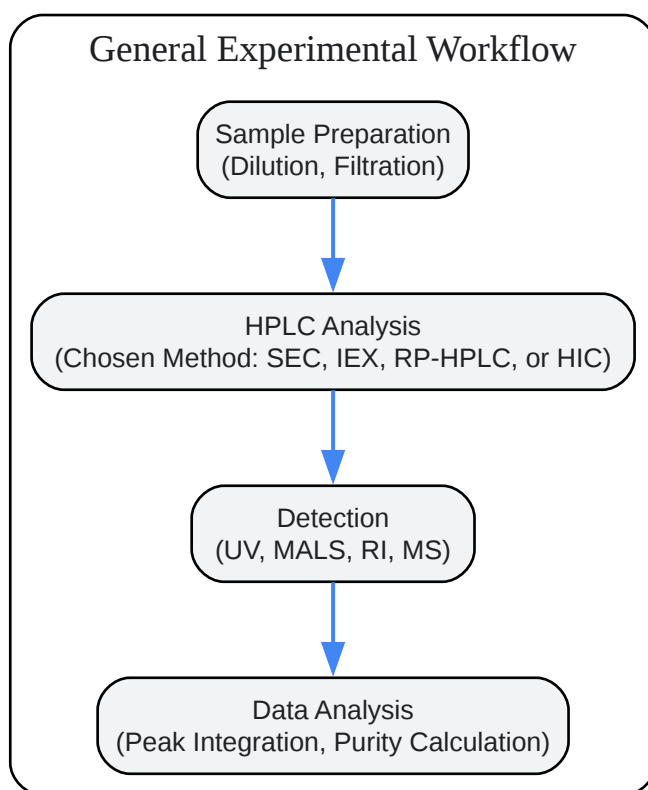 General Experimental Workflow
Sample Preparation
(Dilution, Filtration)
HPLC Analysis
(Chosen Method: SEC, IEX, RP-HPLC, or HIC)
Detection
(UV, MALS, RI, MS)
Data Analysis
(Peak Integration, Purity Calculation)